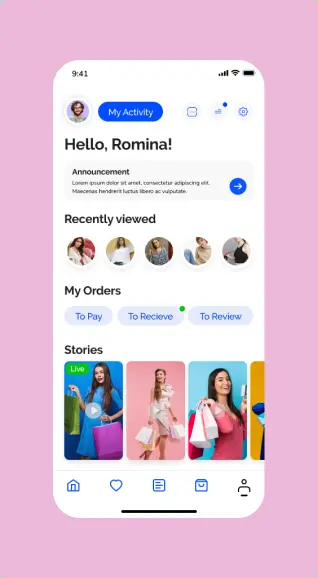 9:41
My Activity
Hello, Romina!
Announcement
Lorem ipsum dolor sit amet, consectetur adipiscing elit.
Maecenas hendrerit luctus libero ac vulputate.
Recently viewed
My Orders
To Pay
To Recieve
To Review
Stories
Live